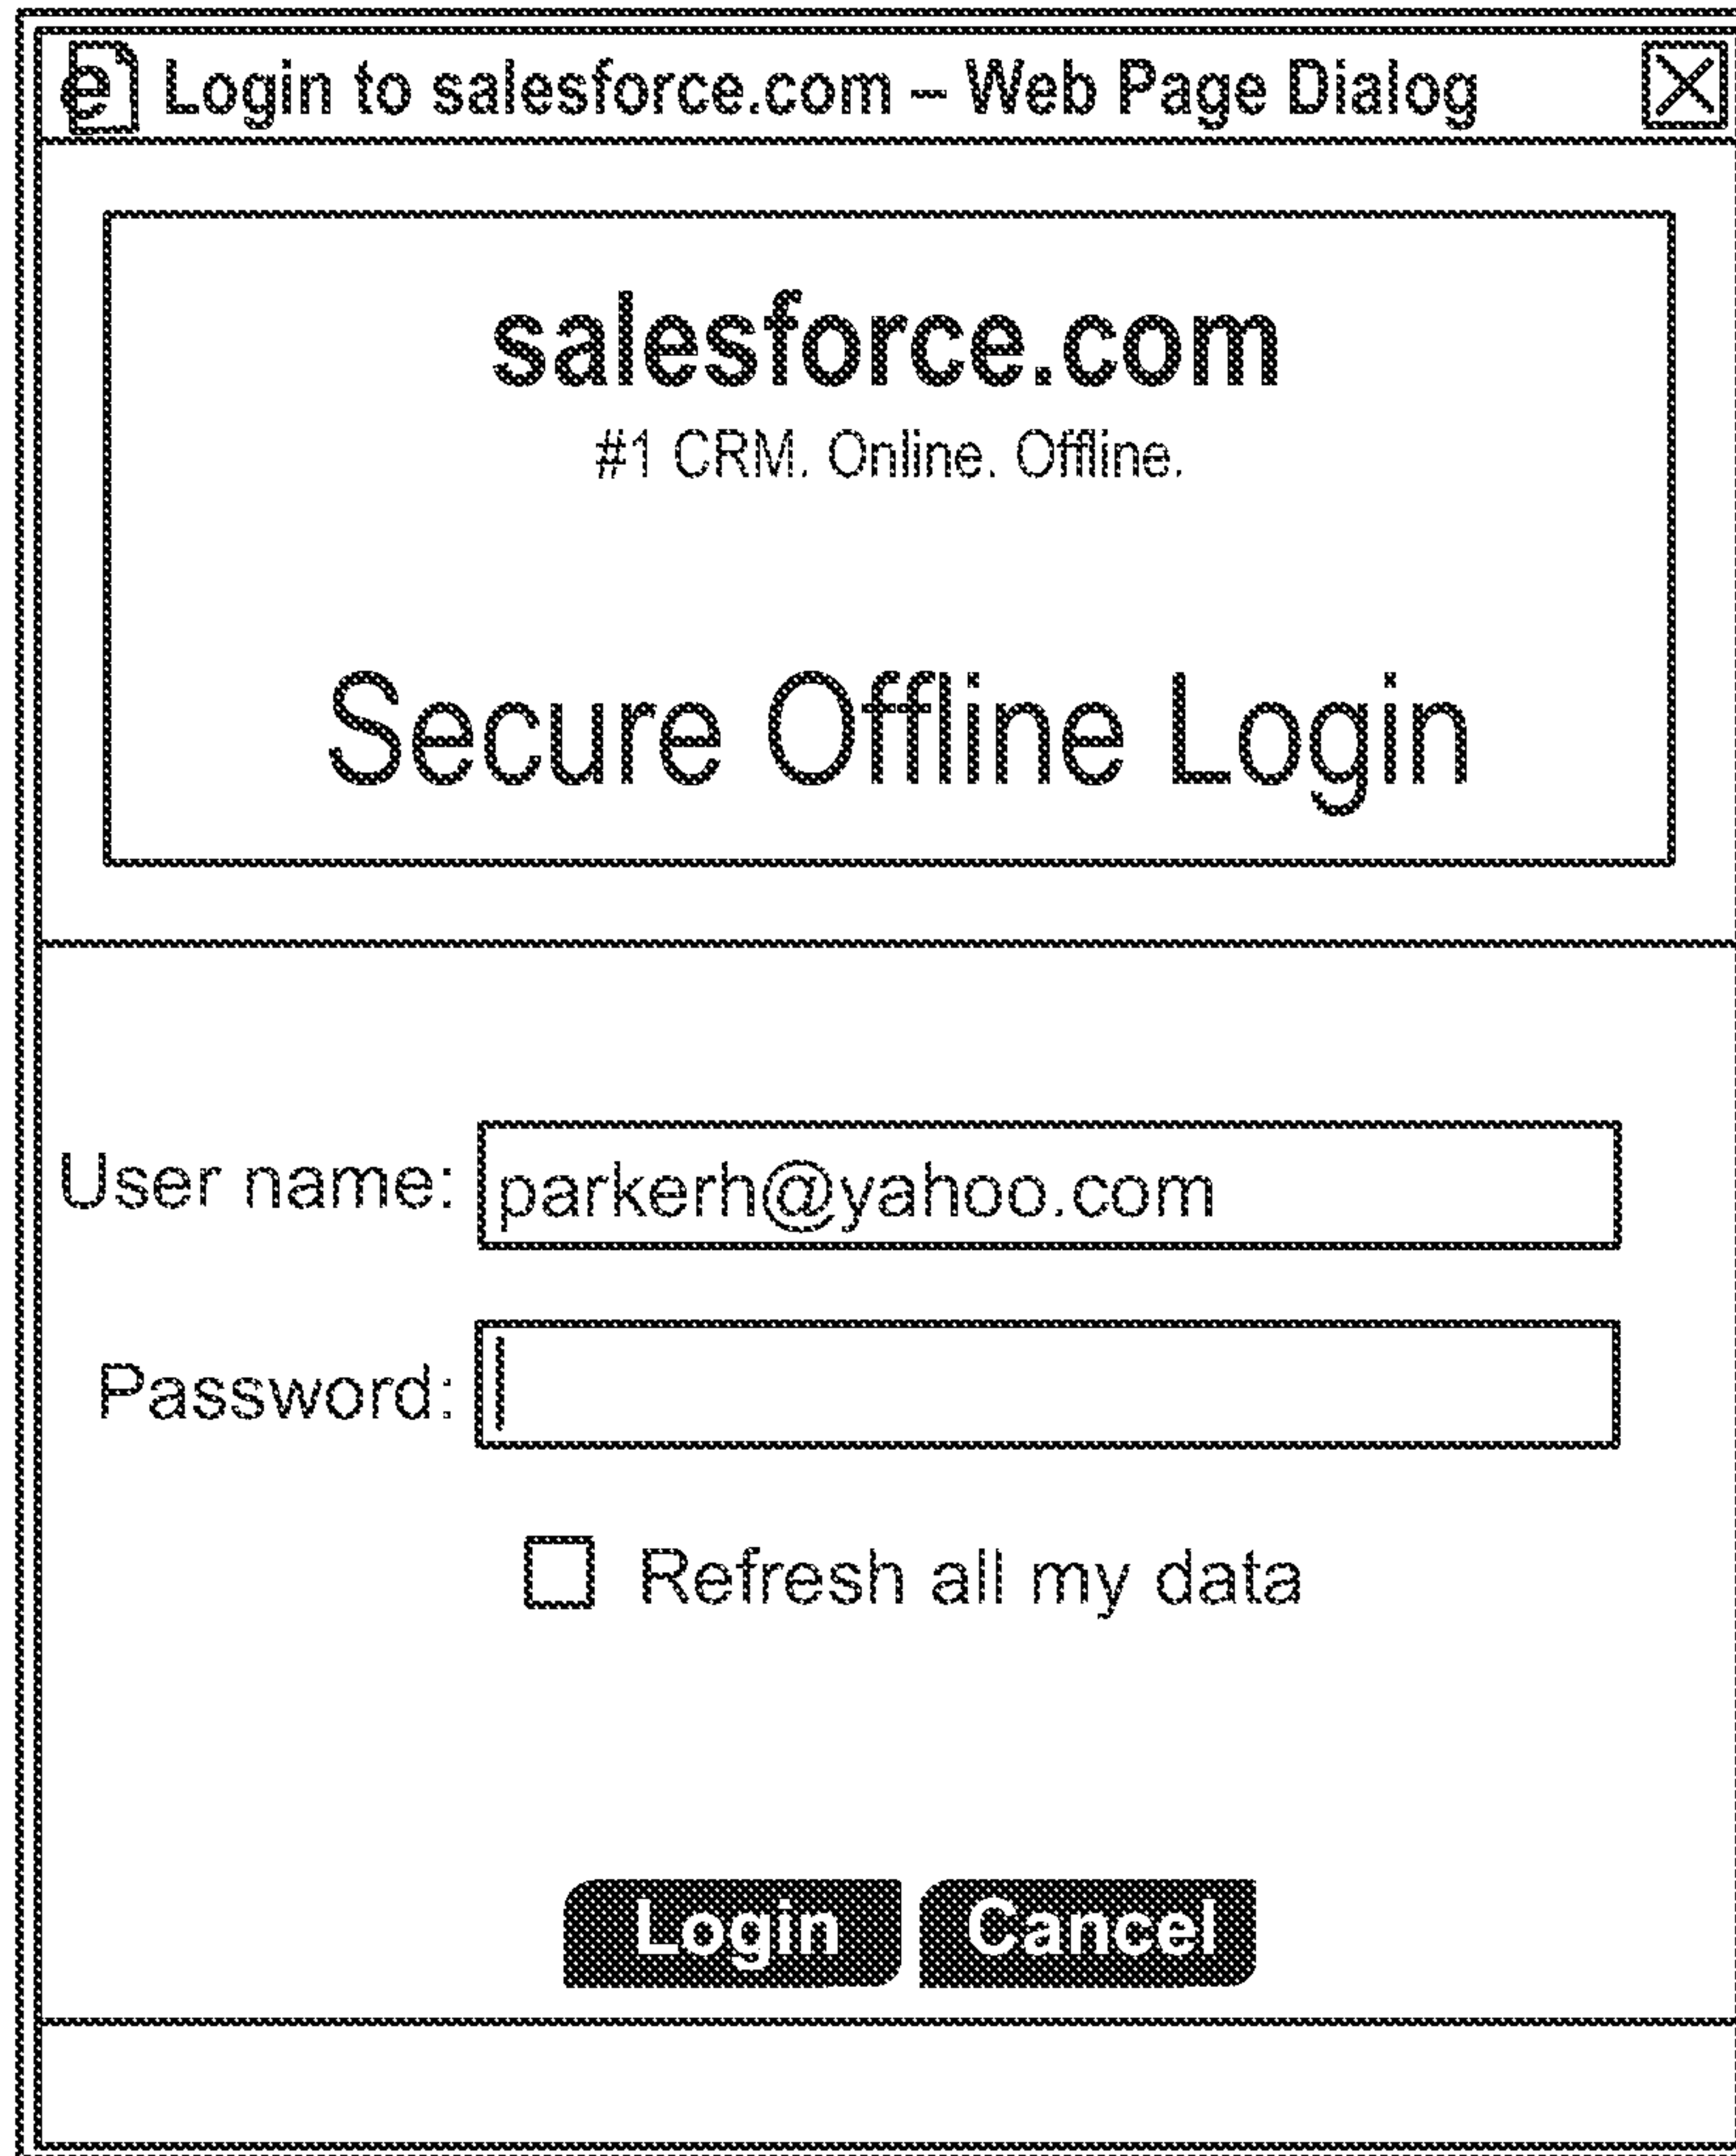 Login to salesforce.com – Web Page Dialog
salesforce.com
#1 CRM. Online. Offline.
Secure Offline Login
User name: parkerh@yahoo.com
Password:
Refresh all my data
Login Cancel